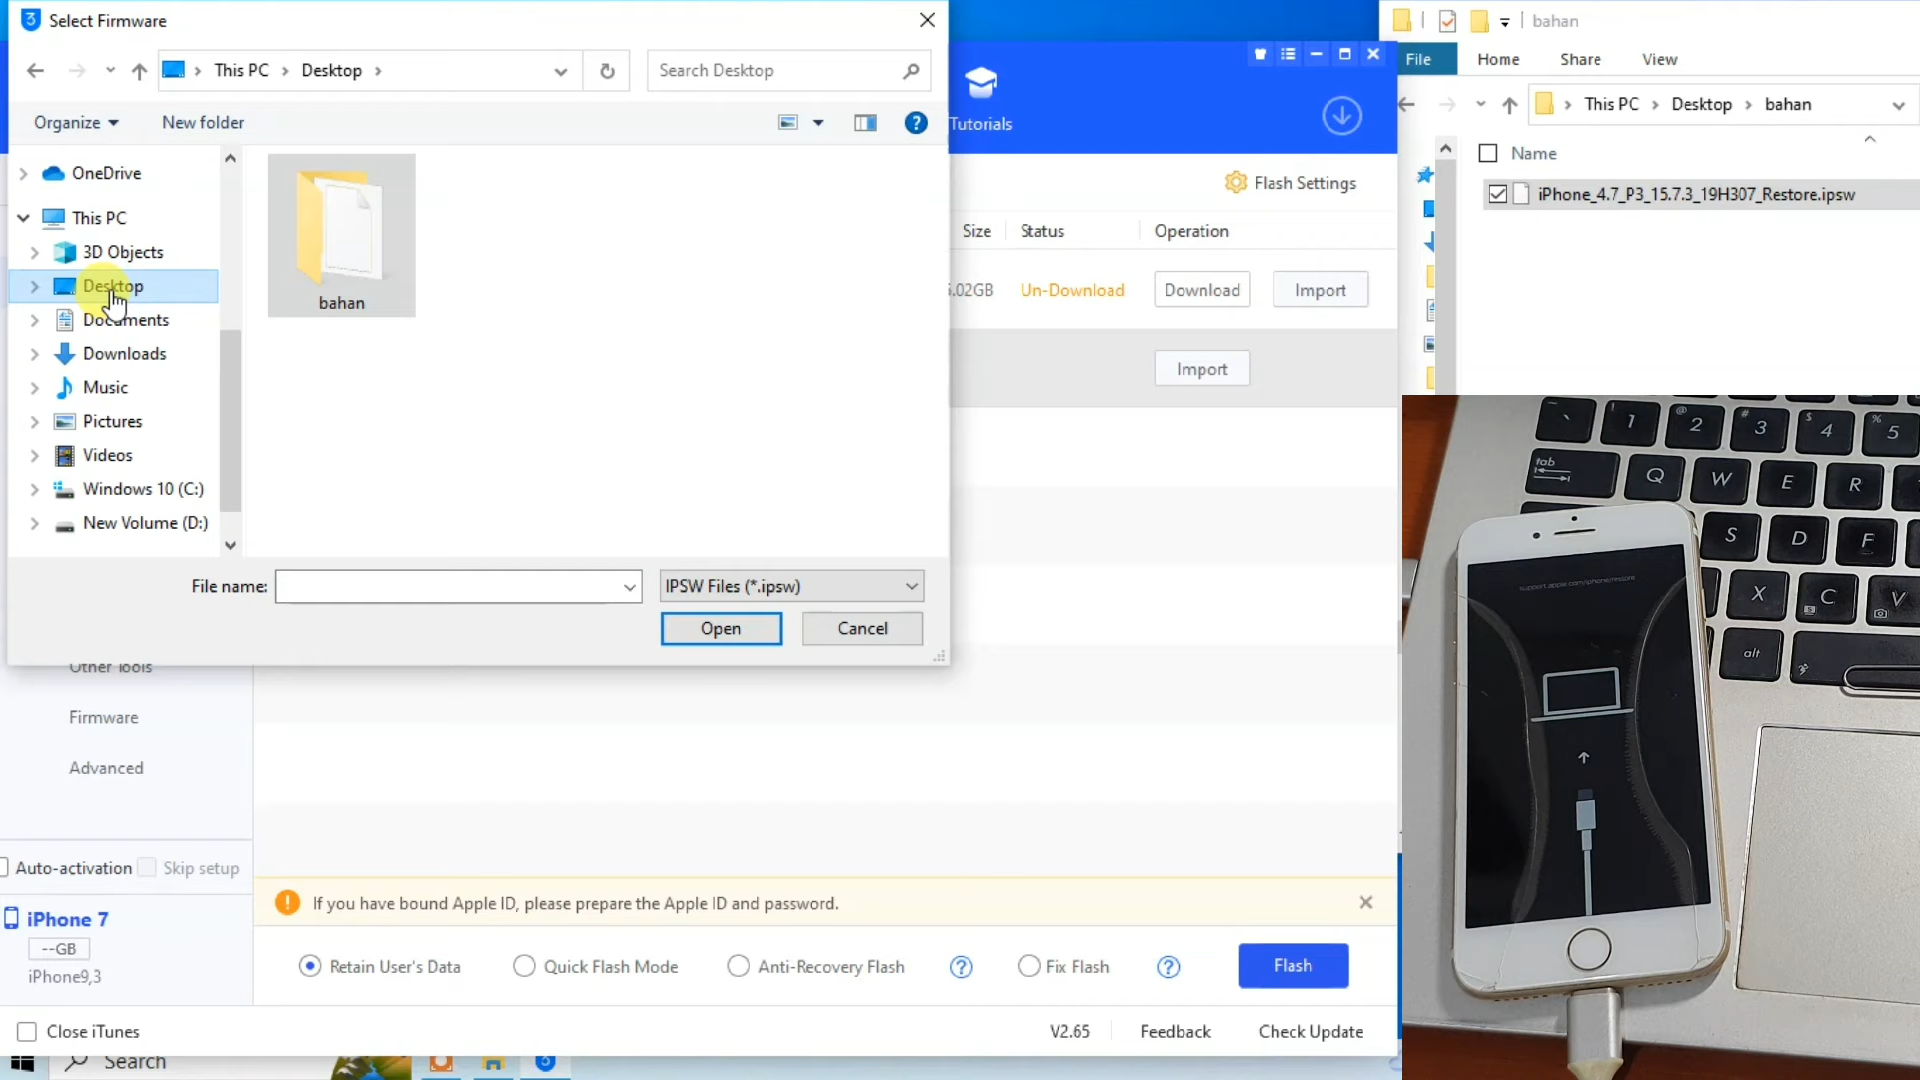 Select Firmware
This PC > Desktop >
Search Desktop
Organize
New folder
OneDrive
This PC
3D Objects
Desktop
Documents
Downloads
Music
Pictures
Videos
Windows 10 (C:)
New Volume (D:)
bahan
File name:
IPSW Files (*.ipsw)
Open
Cancel
Tutorials
Flash Settings
Size
Status
Operation
.02GB
Un-Download
Download
Import
Import
Other Tools
Firmware
Advanced
Auto-activation
Skip setup
iPhone 7
--GB
iPhone9,3
If you have bound Apple ID, please prepare the Apple ID and password.
Retain User's Data
Quick Flash Mode
Anti-Recovery Flash
Fix Flash
Flash
Close iTunes
V2.65
Feedback
Check Update
Search
bahan
File
Home
Share
View
This PC > Desktop > bahan
Name
iPhone_4.7_P3_15.7.3_19H307_Restore.ipsw
support.apple.com/iphone/restore
~ ! @ # $ %
` 1 2 3 4 5
tab Q W E R
S D F
X C V
alt